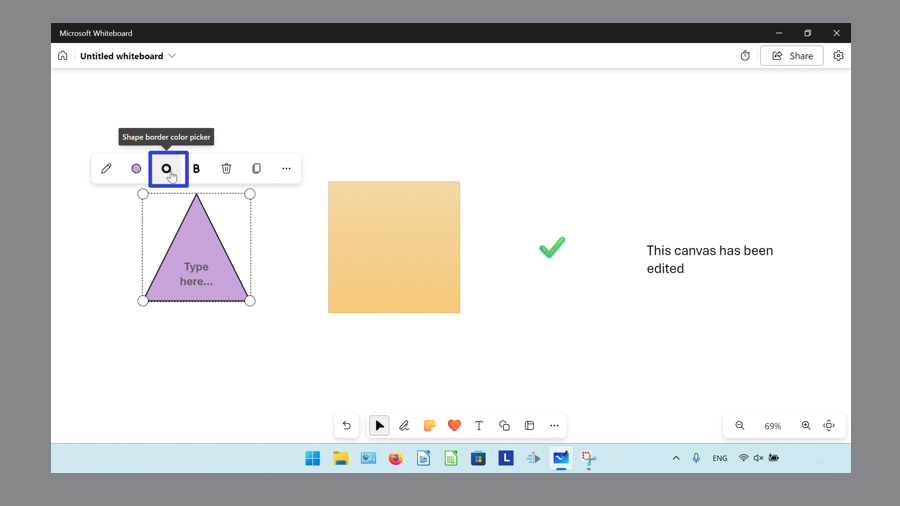 Microsoft Whiteboard
Untitled whiteboard
Share
Shape border color picker
B
Type
here...
This canvas has been
edited
T
69%
L
ENG